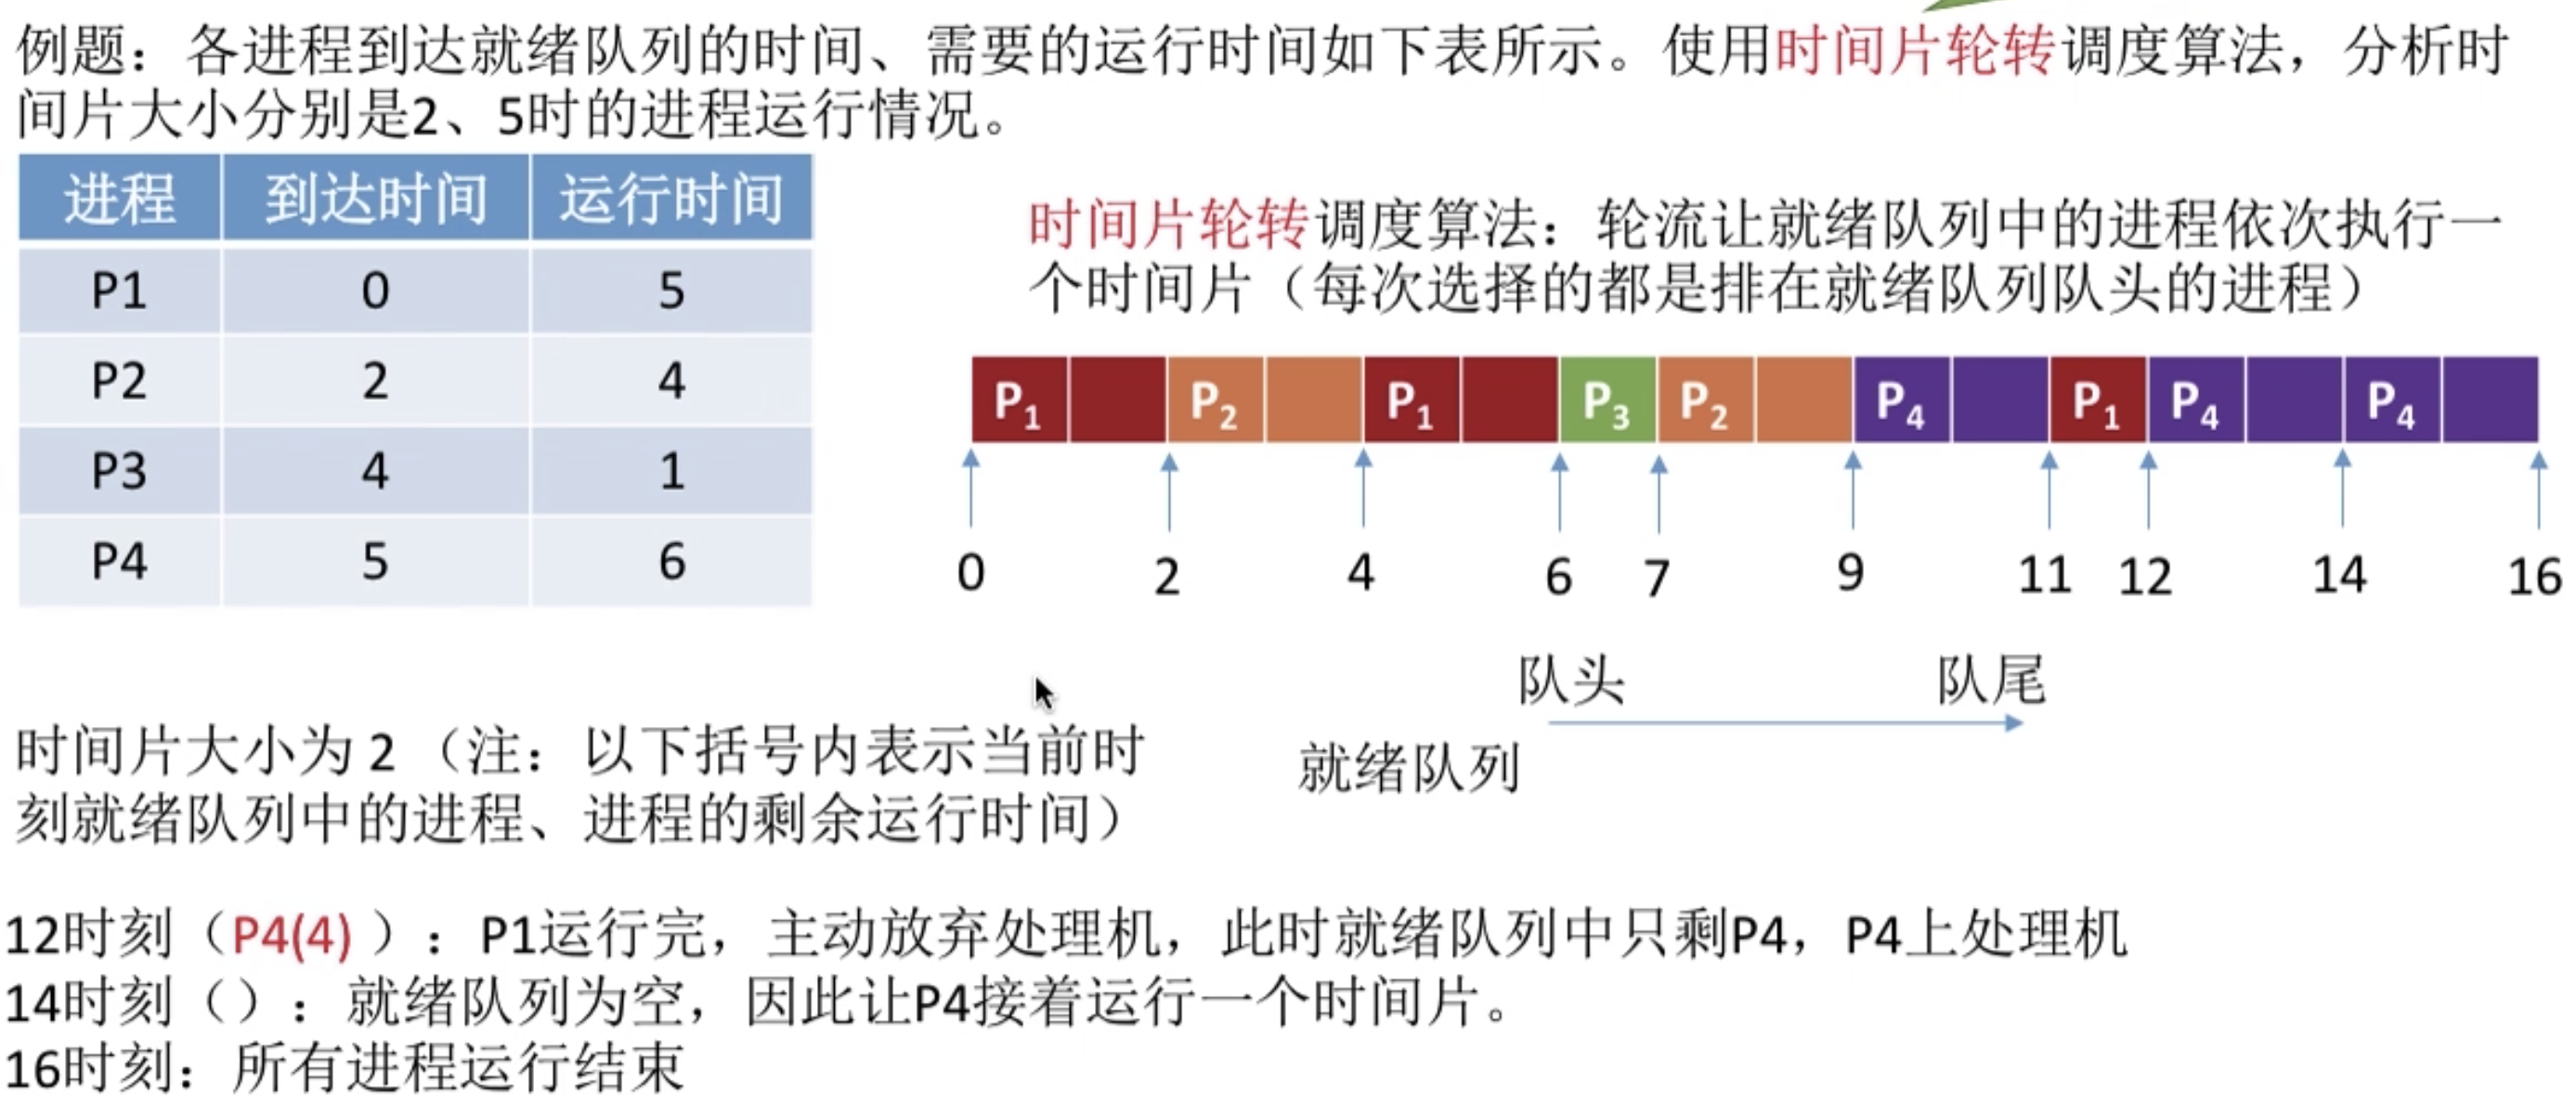 例题：各进程到达就绪队列的时间、需要的运行时间如下表所示。使用时间片轮转调度算法，分析时
间片大小分别是2、5时的进程运行情况。
进程 到达时间 运行时间
P1 0 5
P2 2 4
P3 4 1
P4 5 6
时间片轮转调度算法：轮流让就绪队列中的进程依次执行一
个时间片（每次选择的都是排在就绪队列队头的进程）
P1 P2 P1 P3 P2 P4 P1 P4 P4
0 2 4 6 7 9 11 12 14 16
队头 队尾
就绪队列
时间片大小为 2 （注：以下括号内表示当前时
刻就绪队列中的进程、进程的剩余运行时间）
12时刻（P4(4) ）：P1运行完，主动放弃处理机，此时就绪队列中只剩P4，P4上处理机
14时刻（）：就绪队列为空，因此让P4接着运行一个时间片。
16时刻：所有进程运行结束